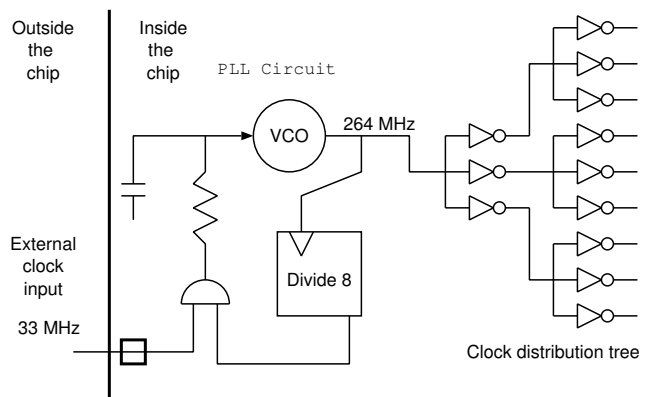 Outside
the
chip
Inside
the
chip
PLL Circuit
VCO
264 MHz
External
clock
input
33 MHz
Divide 8
Clock distribution tree